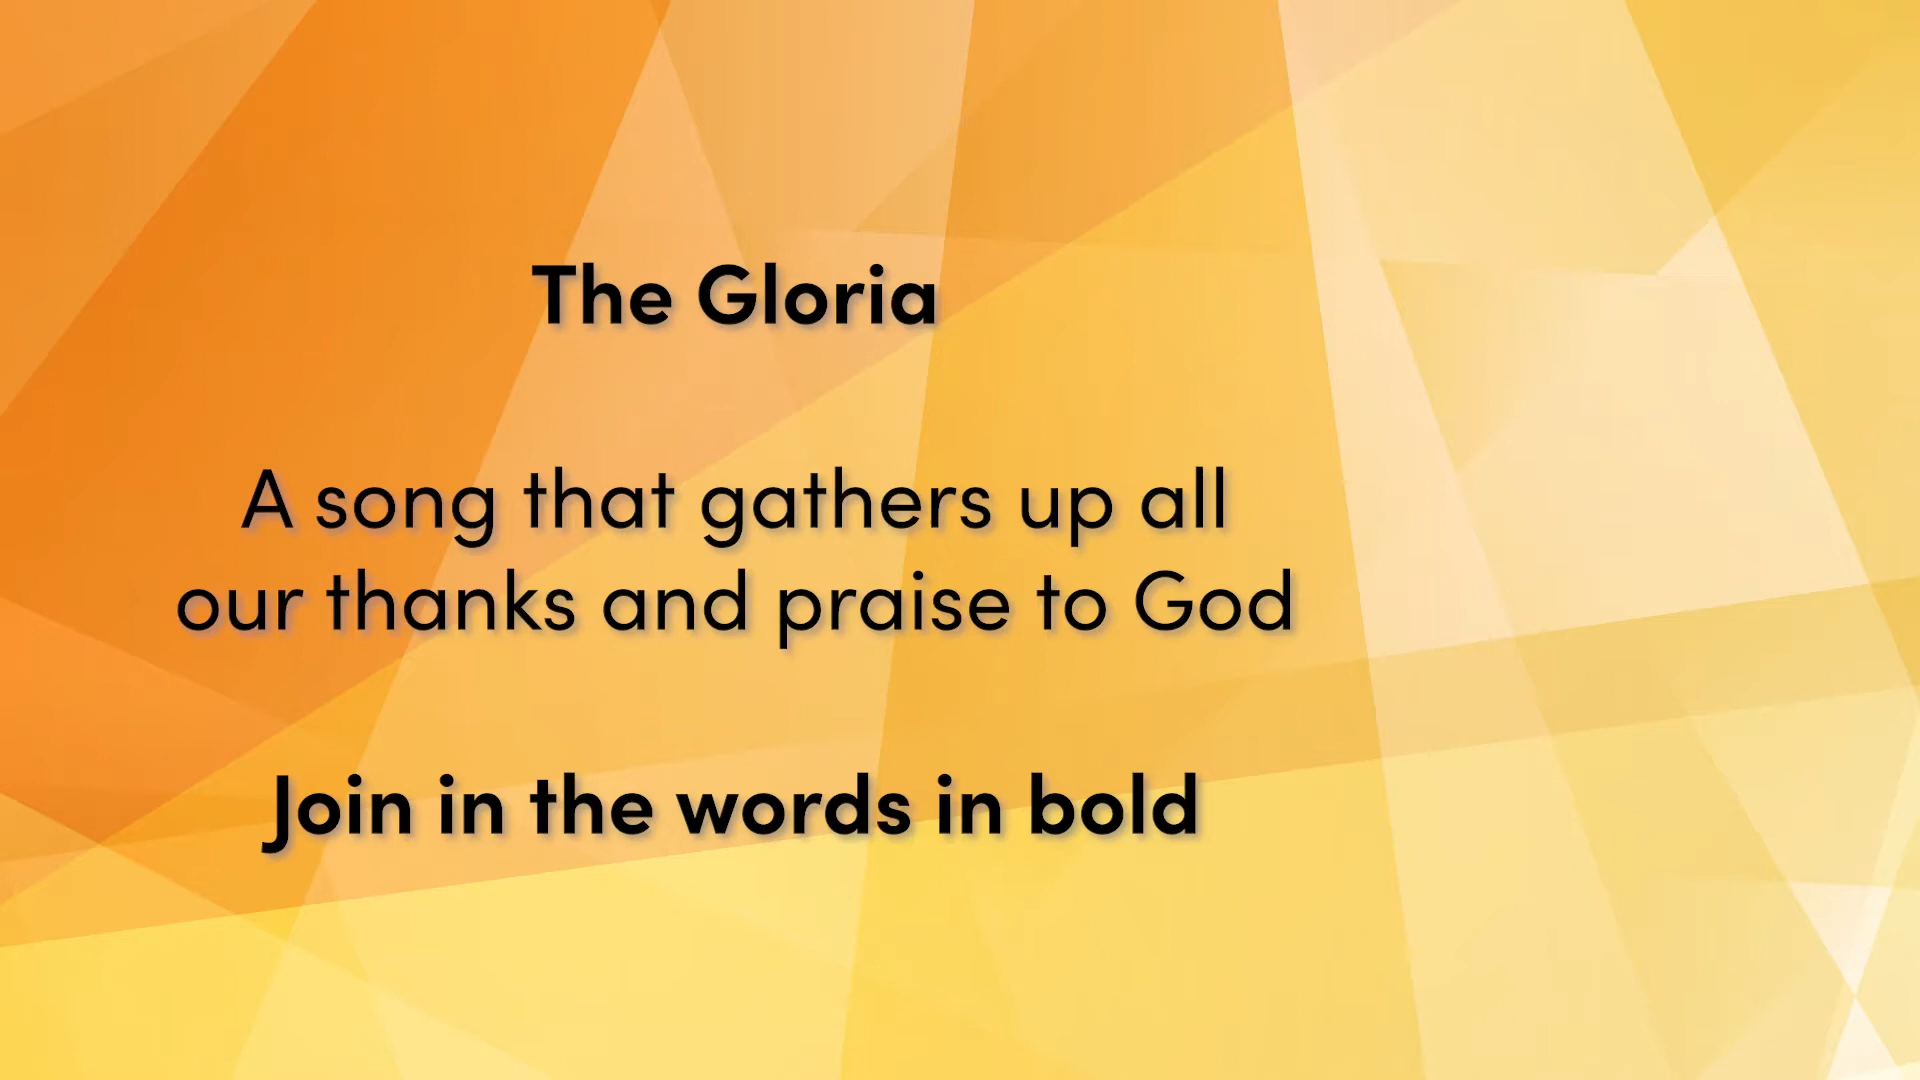 The Gloria
A song that gathers up all
our thanks and praise to God
Join in the words in bold